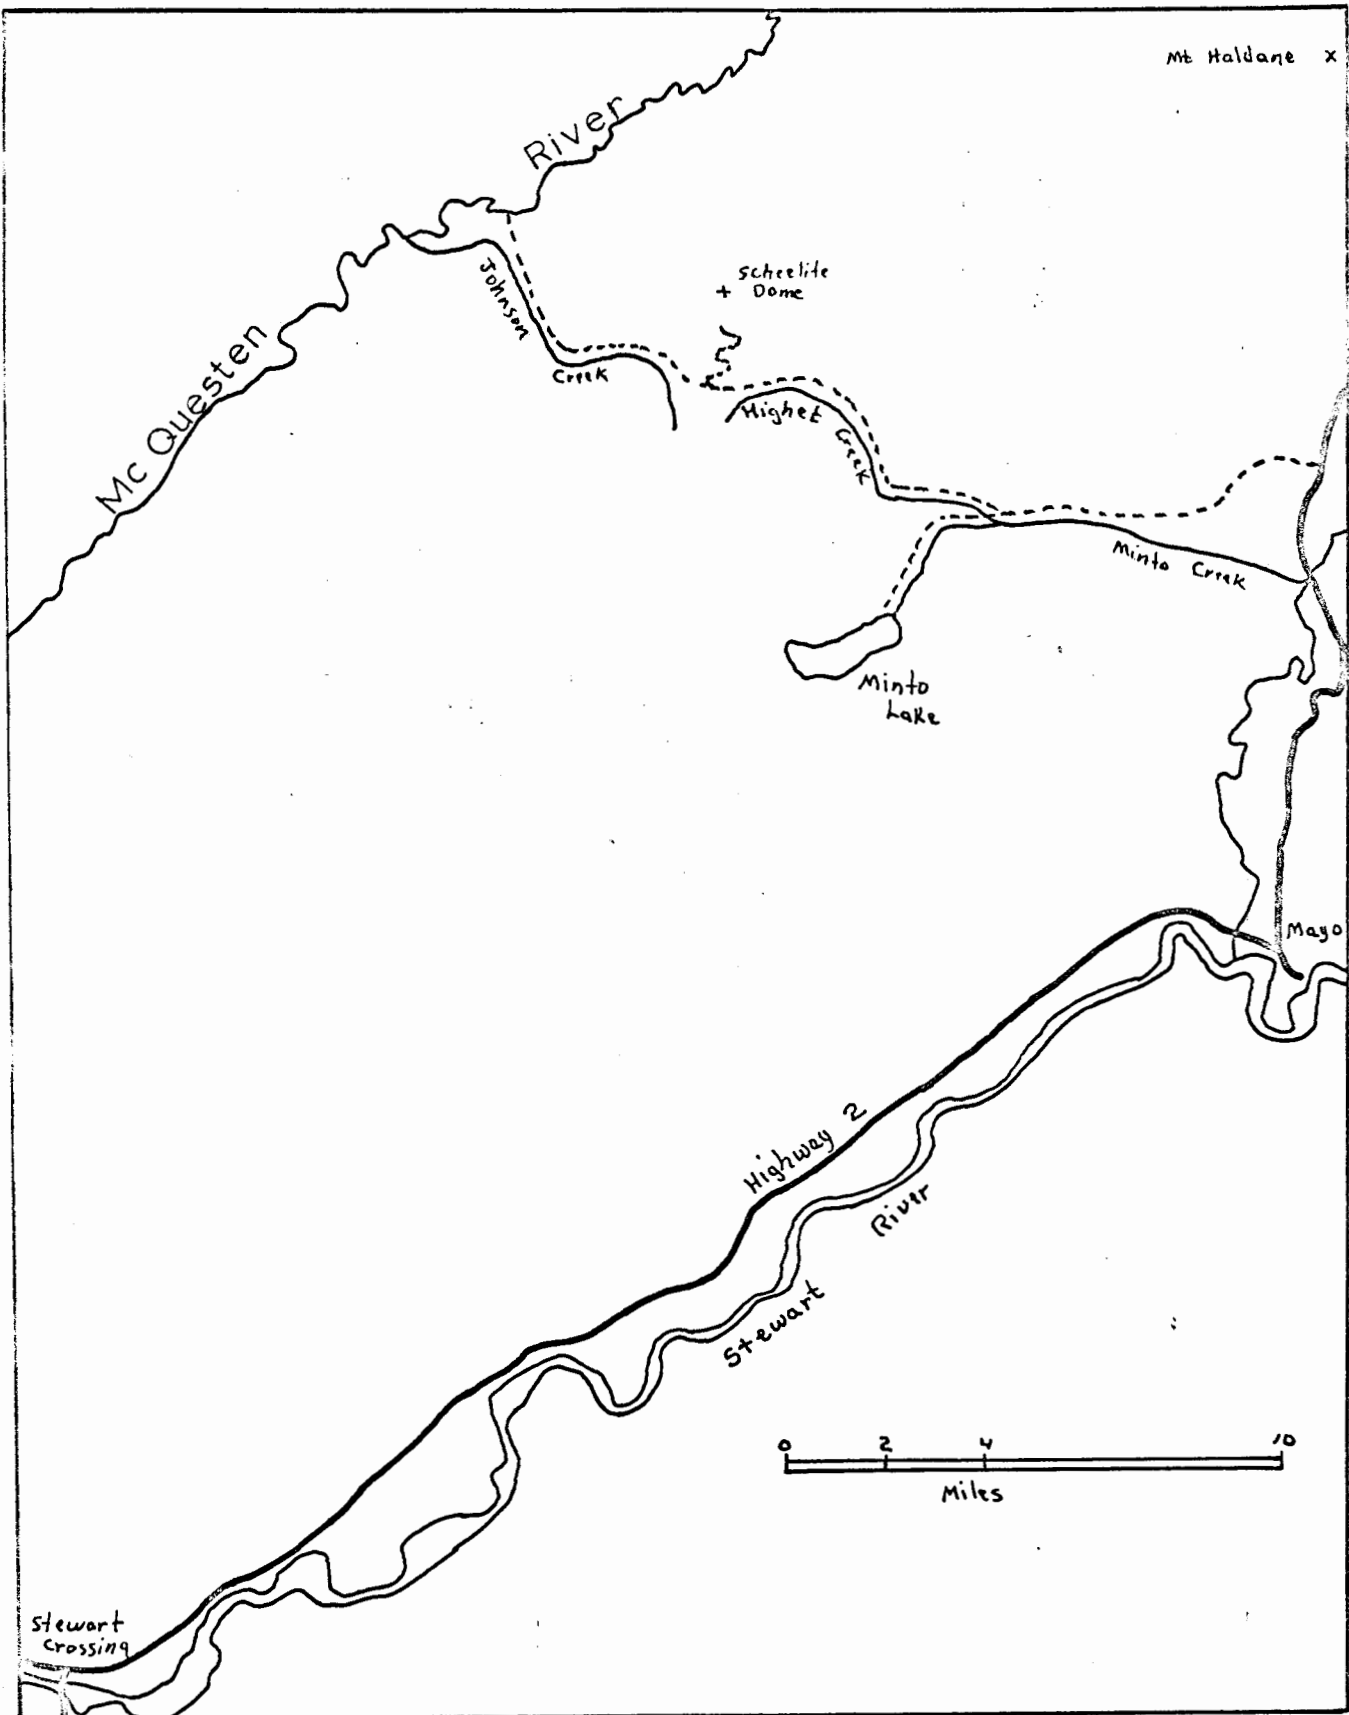 Mt Haldane x
River
Scheelite
+ Dome
Johnson
Creek
Mc Questen
Highet
Creek
Minto Creek
Minto
Lake
Mayo
Highway 2
River
Stewart
0 2 4 10
Miles
Stewart
Crossing